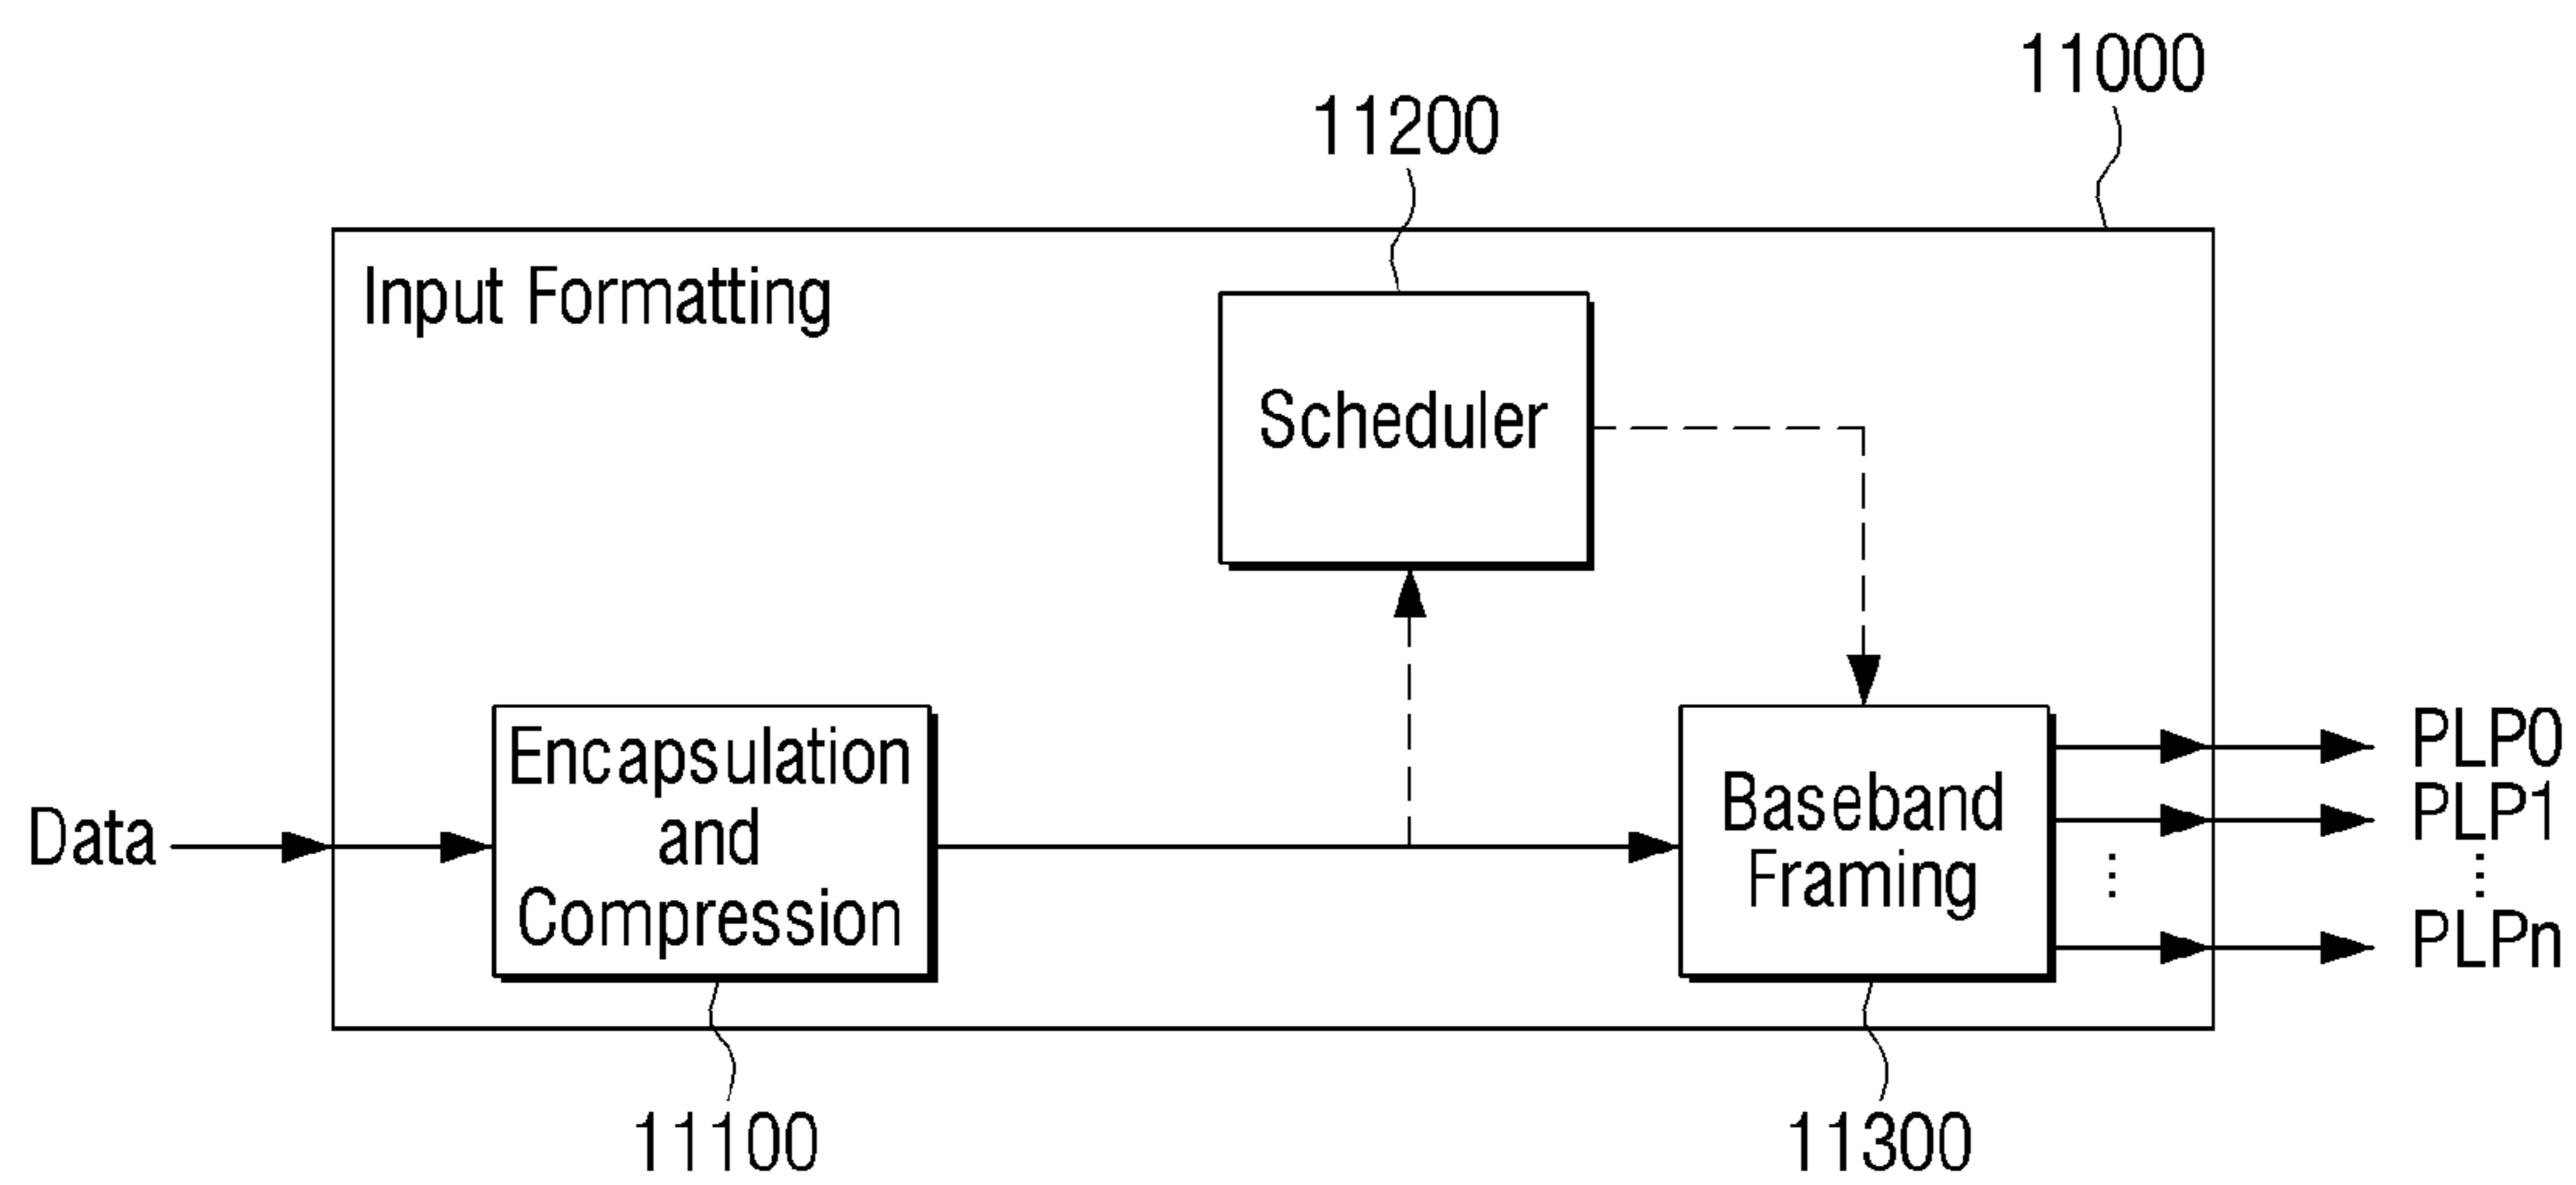 11000
11200
Input Formatting
Scheduler
Encapsulation
and
Compression
Data
Baseband
Framing
PLP0
PLP1
⋮
⋮
PLPn
11100
11300